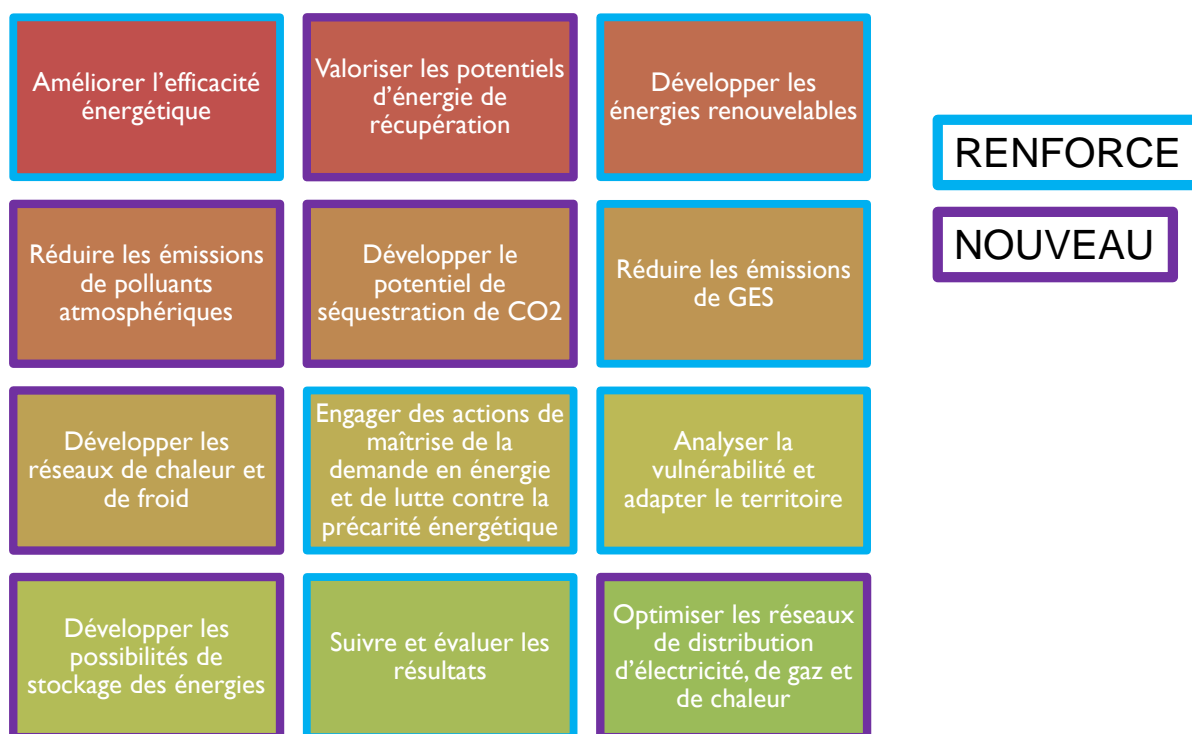 Améliorer l’efficacité
énergétique
Valoriser les potentiels
d’énergie de
récupération
Développer les
énergies renouvelables
Réduire les émissions
de polluants
atmosphériques
Développer le
potentiel de
séquestration de CO2
Réduire les émissions
de GES
Développer les
réseaux de chaleur et
de froid
Engager des actions de
maîtrise de la
demande en énergie
et de lutte contre la
précarité énergétique
Analyser la
vulnérabilité et
adapter le territoire
Développer les
possibilités de
stockage des énergies
Suivre et évaluer les
résultats
Optimiser les réseaux
de distribution
d’électricité, de gaz et
de chaleur
RENFORCE
NOUVEAU